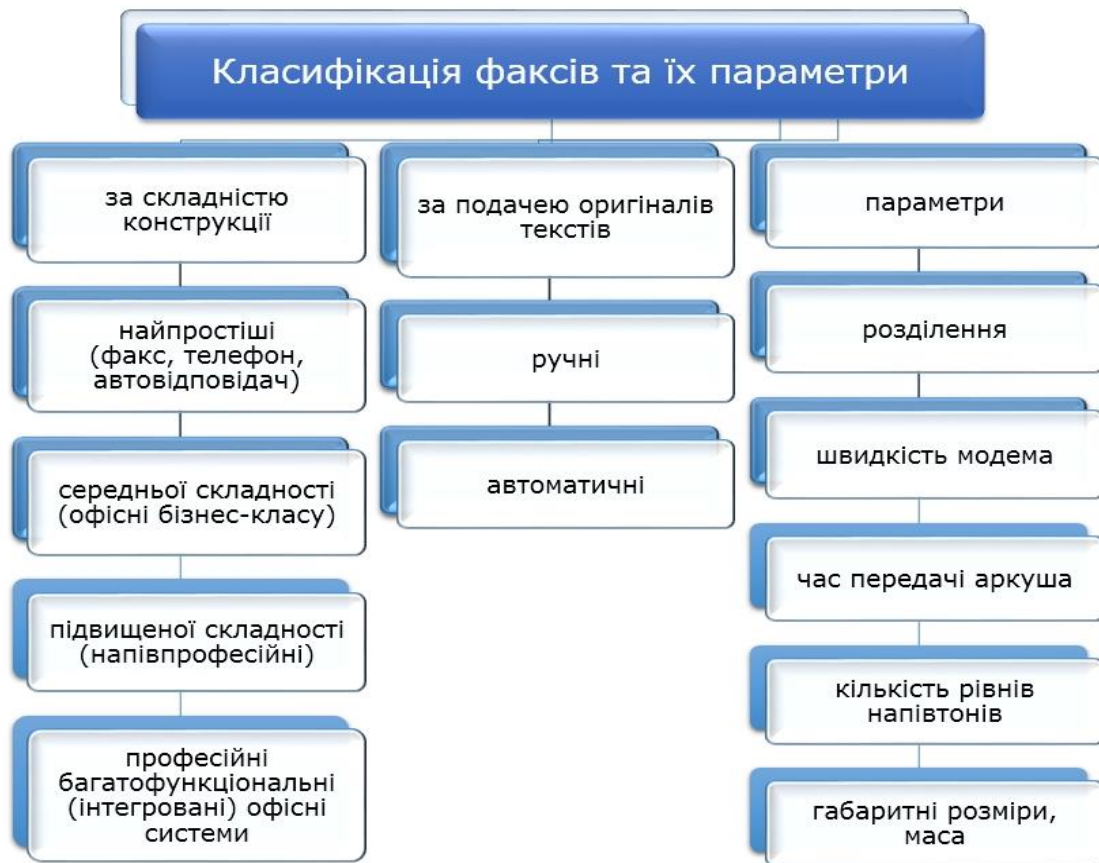 Класифікація факсів та їх параметри
за складністю
конструкції
найпростіші
(факс, телефон,
автовідповідач)
середньої складності
(офісні бізнес-класу)
підвищеної складності
(напівпрофесійні)
професійні
багатофункціональні
(інтегровані) офісні
системи
за подачею оригіналів
текстів
ручні
автоматичні
параметри
розділення
швидкість модема
час передачі аркуша
кількість рівнів
напівтонів
габаритні розміри,
маса